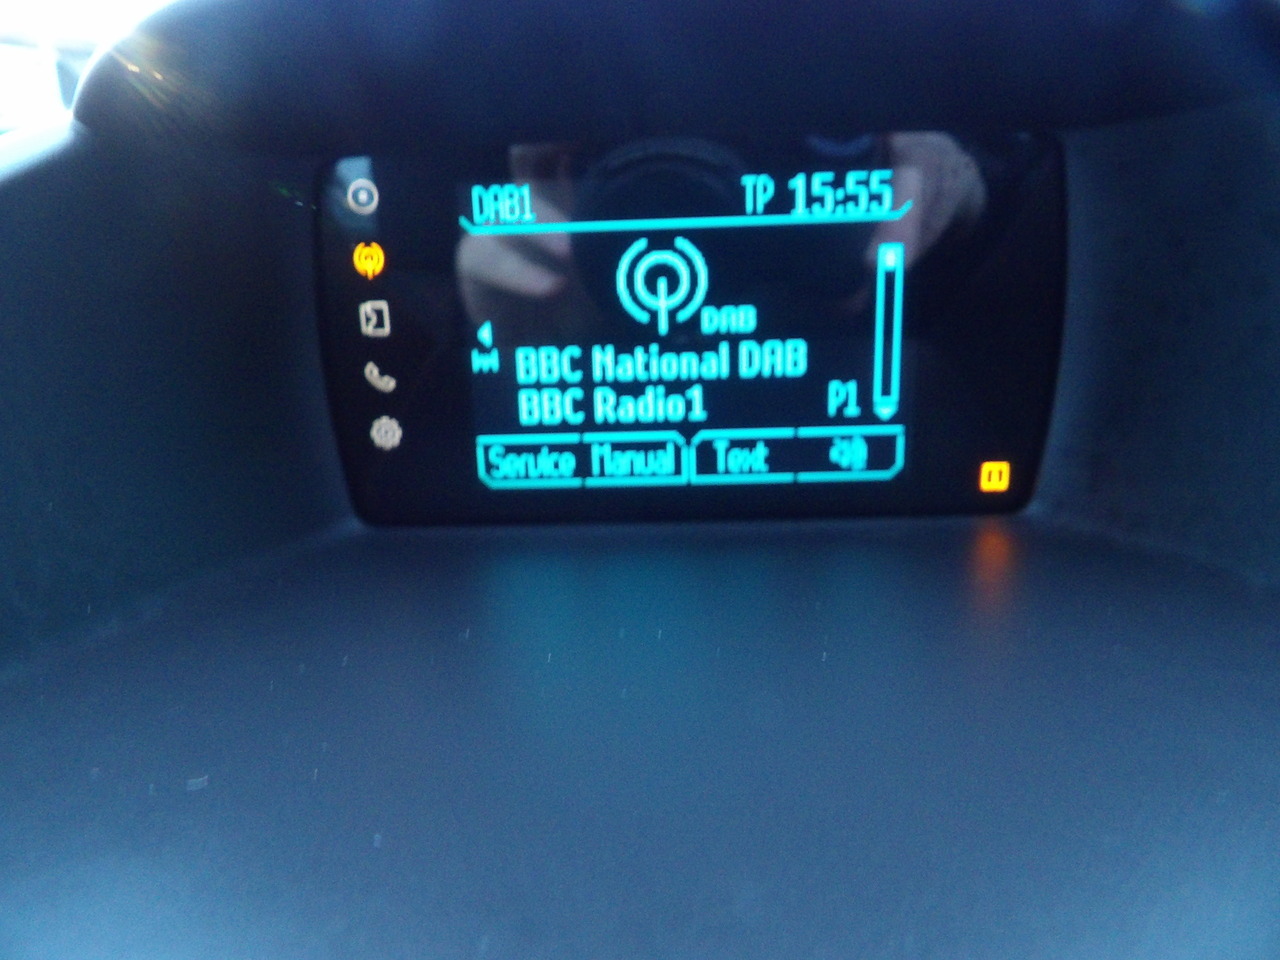 DAB1 TP 15:55
DAB
BBC National DAB
BBC Radio1 P1
Service Manual Text